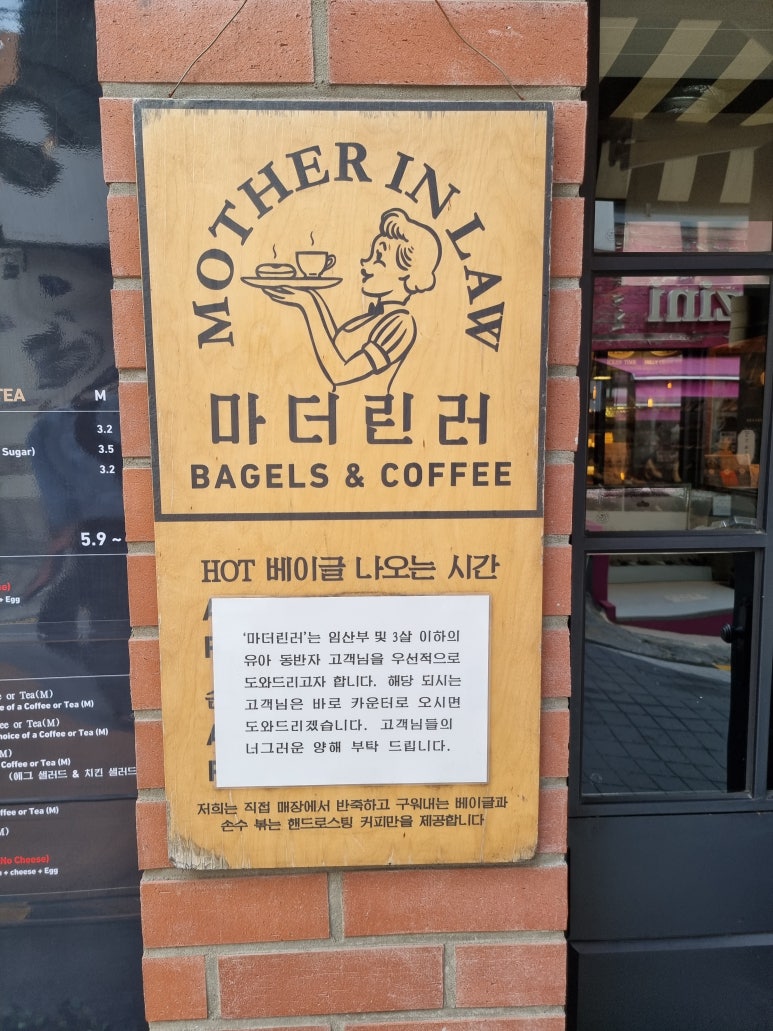 MOTHER IN LAW
마더린러
BAGELS & COFFEE
HOT 베이글 나오는 시간
'마더린러'는 임산부 및 3살 이하의
유아 동반자 고객님을 우선적으로
도와드리고자 합니다. 해당 되시는
고객님은 바로 카운터로 오시면
도와드리겠습니다. 고객님들의
너그러운 양해 부탁 드립니다.
저희는 직접 매장에서 반죽하고 구워내는 베이글과
손수 볶는 핸드로스팅 커피만을 제공합니다
TEA M
3.2
Sugar) 3.5
3.2
5.9 ~
+ Egg
e or Tea(M)
e of a Coffee or Tea (M)
ee or Tea(M)
hoice of a Coffee or Tea (M)
M)
Coffee or Tea (M)
(에그 샐러드 & 치킨 샐러드
ffee or Tea (M)
M)
(No Cheese)
+ cheese + Egg